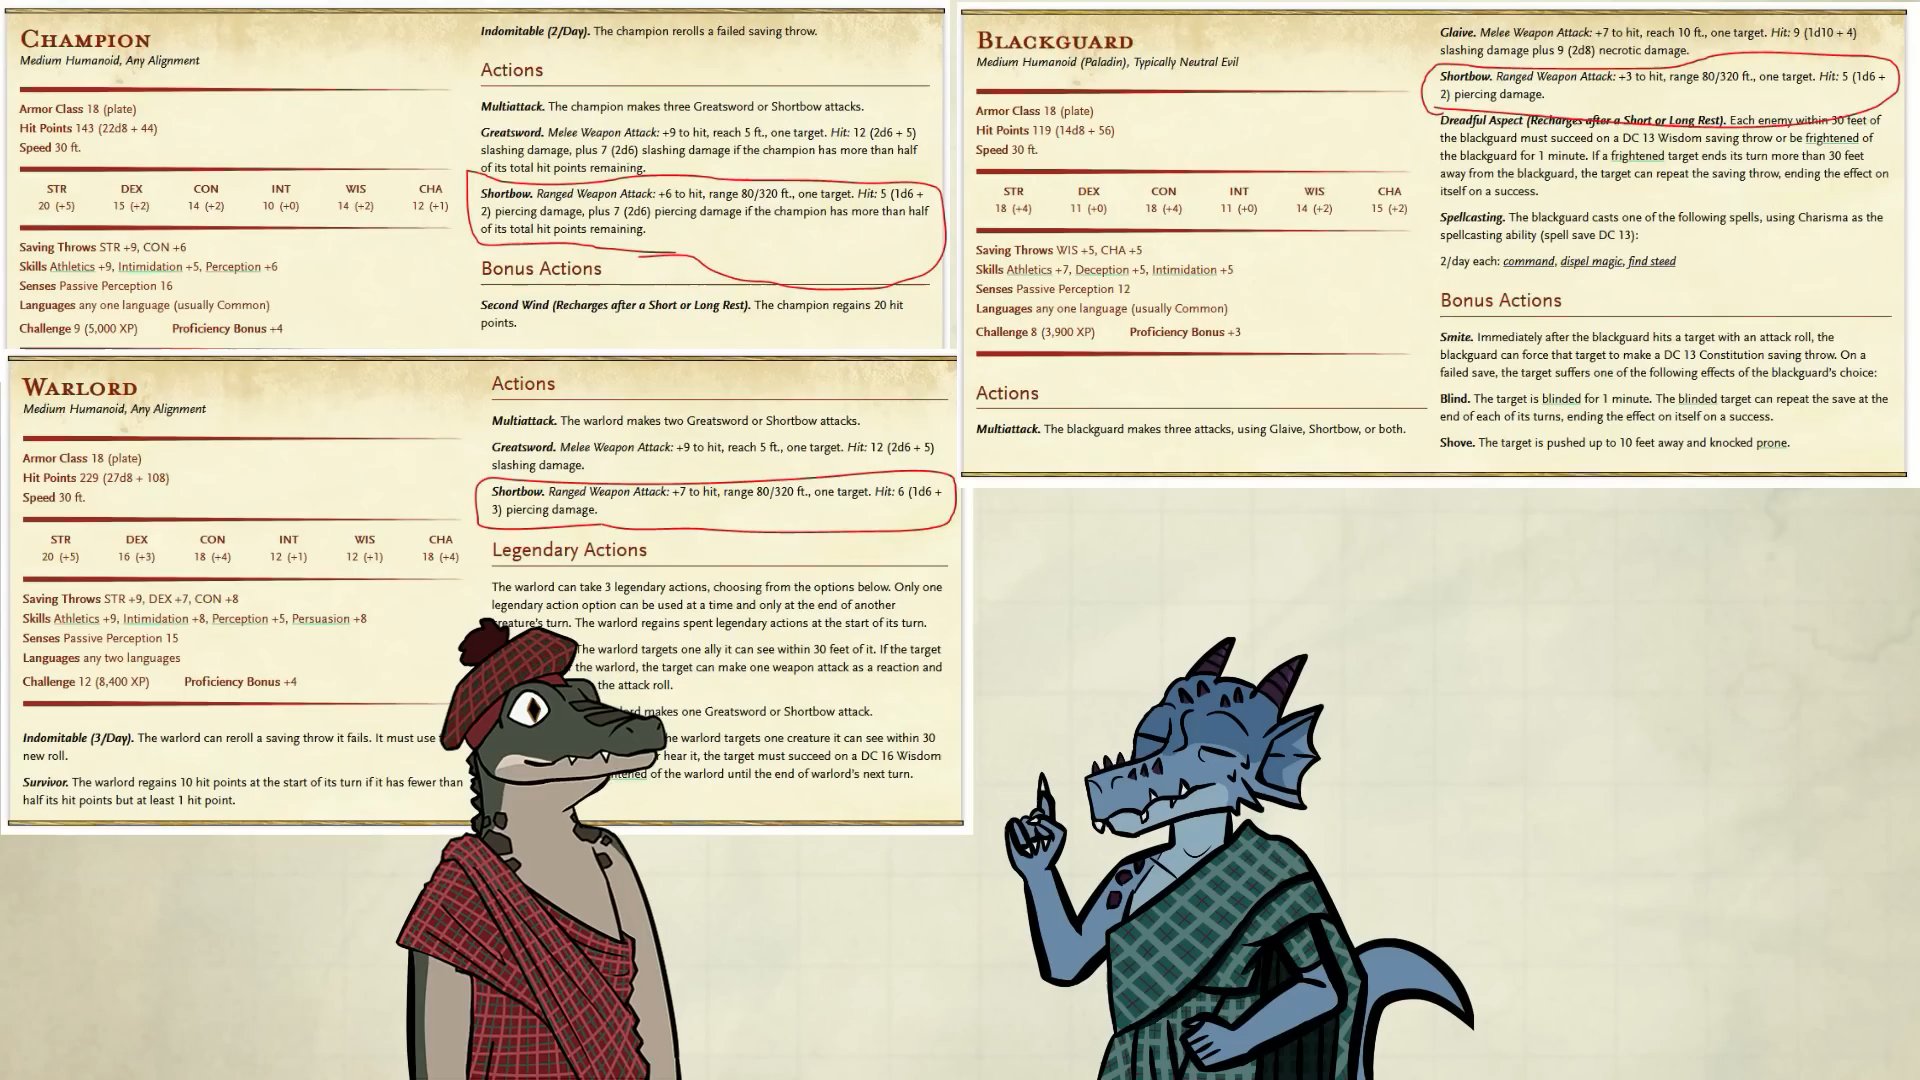 CHAMPION
Medium Humanoid, Any Alignment
Armor Class 18 (plate)
Hit Points 143 (22d8 + 44)
Speed 30 ft.
STR DEX CON INT WIS CHA
20 (+5) 15 (+2) 14 (+2) 10 (+0) 14 (+2) 12 (+1)
Saving Throws STR +9, CON +6
Skills Athletics +9, Intimidation +5, Perception +6
Senses Passive Perception 16
Languages any one language (usually Common)
Challenge 9 (5,000 XP) Proficiency Bonus +4
Indomitable (2/Day). The champion rerolls a failed saving throw.
Actions
Multiattack. The champion makes three Greatsword or Shortbow attacks.
Greatsword. Melee Weapon Attack: +9 to hit, reach 5 ft., one target. Hit: 12 (2d6 + 5)
slashing damage, plus 7 (2d6) slashing damage if the champion has more than half
of its total hit points remaining.
Shortbow. Ranged Weapon Attack: +6 to hit, range 80/320 ft., one target. Hit: 5 (1d6 +
2) piercing damage, plus 7 (2d6) piercing damage if the champion has more than half
of its total hit points remaining.
Bonus Actions
Second Wind (Recharges after a Short or Long Rest). The champion regains 20 hit
points.
BLACKGUARD
Medium Humanoid (Paladin), Typically Neutral Evil
Armor Class 18 (plate)
Hit Points 119 (14d8 + 56)
Speed 30 ft.
STR DEX CON INT WIS CHA
18 (+4) 11 (+0) 18 (+4) 11 (+0) 14 (+2) 15 (+2)
Saving Throws WIS +5, CHA +5
Skills Athletics +7, Deception +5, Intimidation +5
Senses Passive Perception 12
Languages any one language (usually Common)
Challenge 8 (3,900 XP) Proficiency Bonus +3
Actions
Multiattack. The blackguard makes three attacks, using Glaive, Shortbow, or both.
Glaive. Melee Weapon Attack: +7 to hit, reach 10 ft., one target. Hit: 9 (1d10 + 4)
slashing damage plus 9 (2d8) necrotic damage.
Shortbow. Ranged Weapon Attack: +3 to hit, range 80/320 ft., one target. Hit: 5 (1d6 +
2) piercing damage.
Dreadful Aspect (Recharges after a Short or Long Rest). Each enemy within 30 feet of
the blackguard must succeed on a DC 13 Wisdom saving throw or be frightened of
the blackguard for 1 minute. If a frightened target ends its turn more than 30 feet
away from the blackguard, the target can repeat the saving throw, ending the effect on
itself on a success.
Spellcasting. The blackguard casts one of the following spells, using Charisma as the
spellcasting ability (spell save DC 13):
2/day each: command, dispel magic, find steed
Bonus Actions
Smite. Immediately after the blackguard hits a target with an attack roll, the
blackguard can force that target to make a DC 13 Constitution saving throw. On a
failed save, the target suffers one of the following effects of the blackguard's choice:
Blind. The target is blinded for 1 minute. The blinded target can repeat the save at the
end of each of its turns, ending the effect on itself on a success.
Shove. The target is pushed up to 10 feet away and knocked prone.
WARLORD
Medium Humanoid, Any Alignment
Armor Class 18 (plate)
Hit Points 229 (27d8 + 108)
Speed 30 ft.
STR DEX CON INT WIS CHA
20 (+5) 16 (+3) 18 (+4) 12 (+1) 12 (+1) 18 (+4)
Saving Throws STR +9, DEX +7, CON +8
Skills Athletics +9, Intimidation +8, Perception +5, Persuasion +8
Senses Passive Perception 15
Languages any two languages
Challenge 12 (8,400 XP) Proficiency Bonus +4
Indomitable (3/Day). The warlord can reroll a saving throw it fails. It must use
new roll.
Survivor. The warlord regains 10 hit points at the start of its turn if it has fewer than
half its hit points but at least 1 hit point.
Actions
Multiattack. The warlord makes two Greatsword or Shortbow attacks.
Greatsword. Melee Weapon Attack: +9 to hit, reach 5 ft., one target. Hit: 12 (2d6 + 5)
slashing damage.
Shortbow. Ranged Weapon Attack: +7 to hit, range 80/320 ft., one target. Hit: 6 (1d6 +
3) piercing damage.
Legendary Actions
The warlord can take 3 legendary actions, choosing from the options below. Only one
legendary action option can be used at a time and only at the end of another
creature's turn. The warlord regains spent legendary actions at the start of its turn.
The warlord targets one ally it can see within 30 feet of it. If the target
the warlord, the target can make one weapon attack as a reaction and
the attack roll.
makes one Greatsword or Shortbow attack.
warlord targets one creature it can see within 30
hear it, the target must succeed on a DC 16 Wisdom
of the warlord until the end of warlord's next turn.